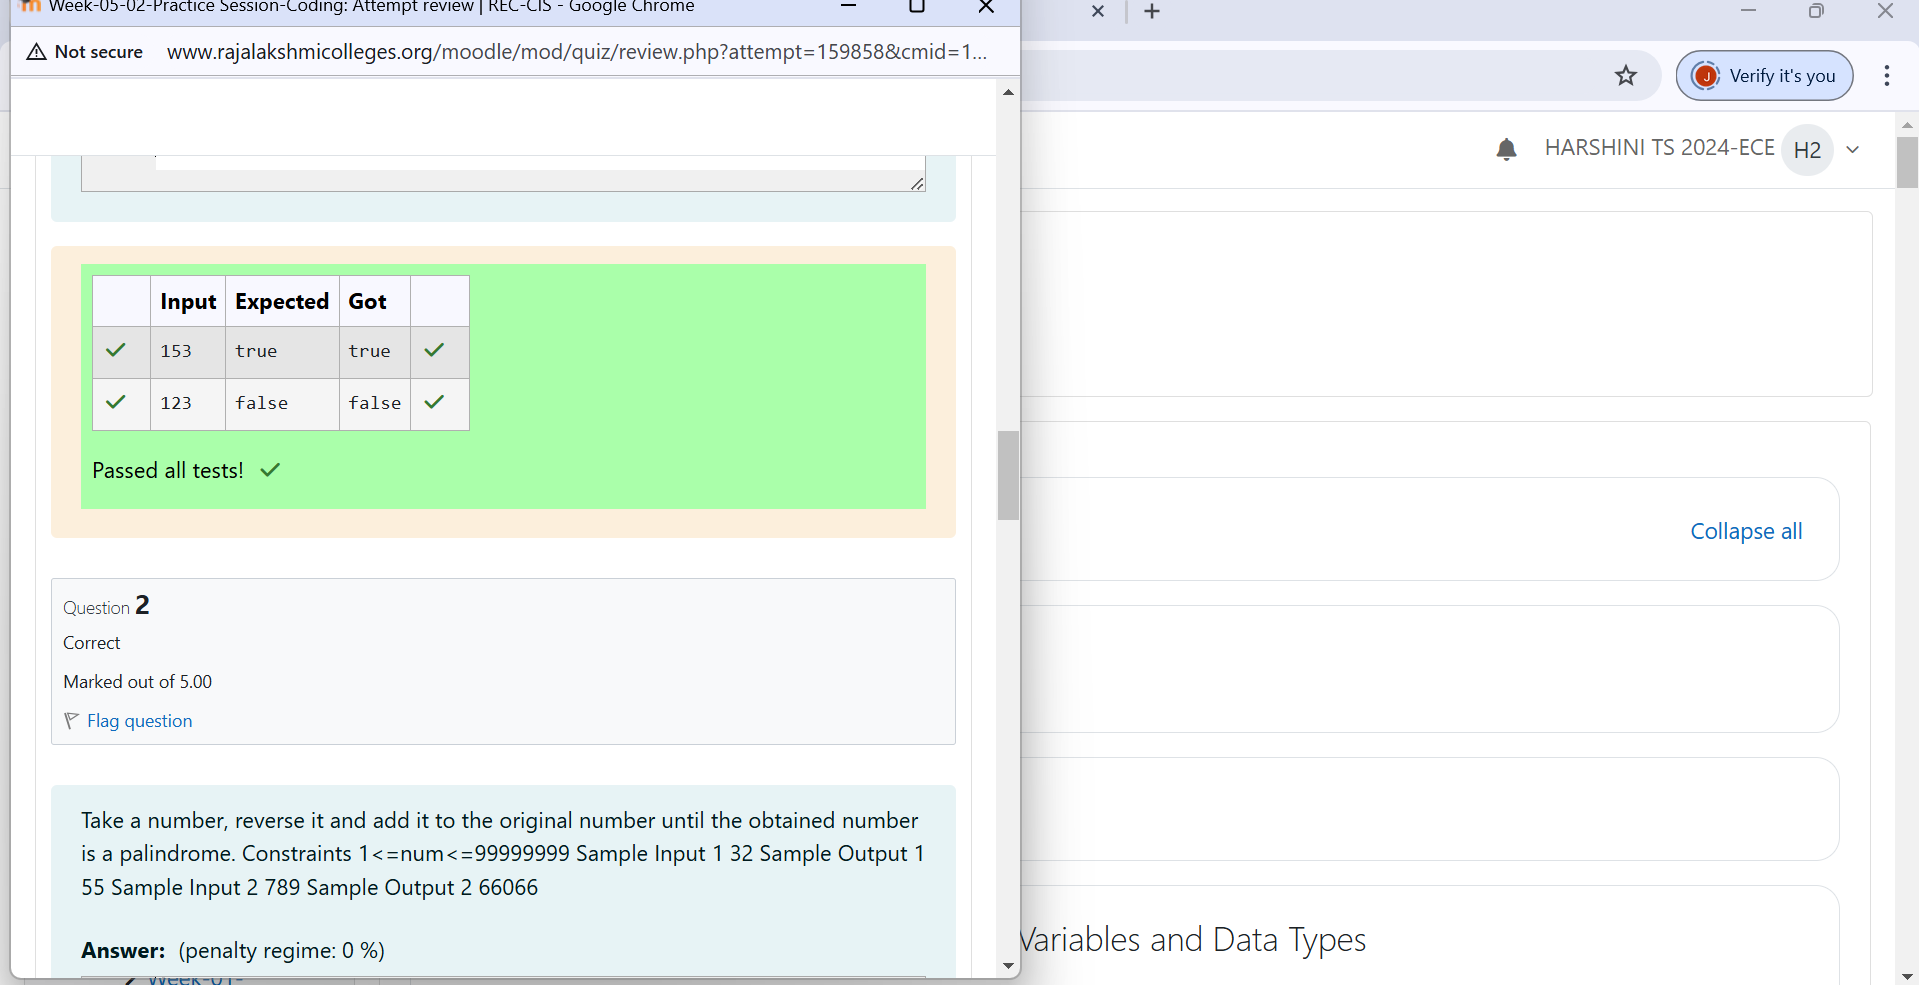 Week-05-02-Practice Session-Coding: Attempt review | REC-CIS - Google Chrome
Not secure www.rajalakshmicolleges.org/moodle/mod/quiz/review.php?attempt=159858&cmid=1...
J Verify it's you
HARSHINI TS 2024-ECE H2
Input Expected Got
153 true true
123 false false
Passed all tests!
Question 2
Correct
Marked out of 5.00
Flag question
Take a number, reverse it and add it to the original number until the obtained number
is a palindrome. Constraints 1<=num<=99999999 Sample Input 1 32 Sample Output 1
55 Sample Input 2 789 Sample Output 2 66066
Answer: (penalty regime: 0 %)
Week-01-
Collapse all
Variables and Data Types